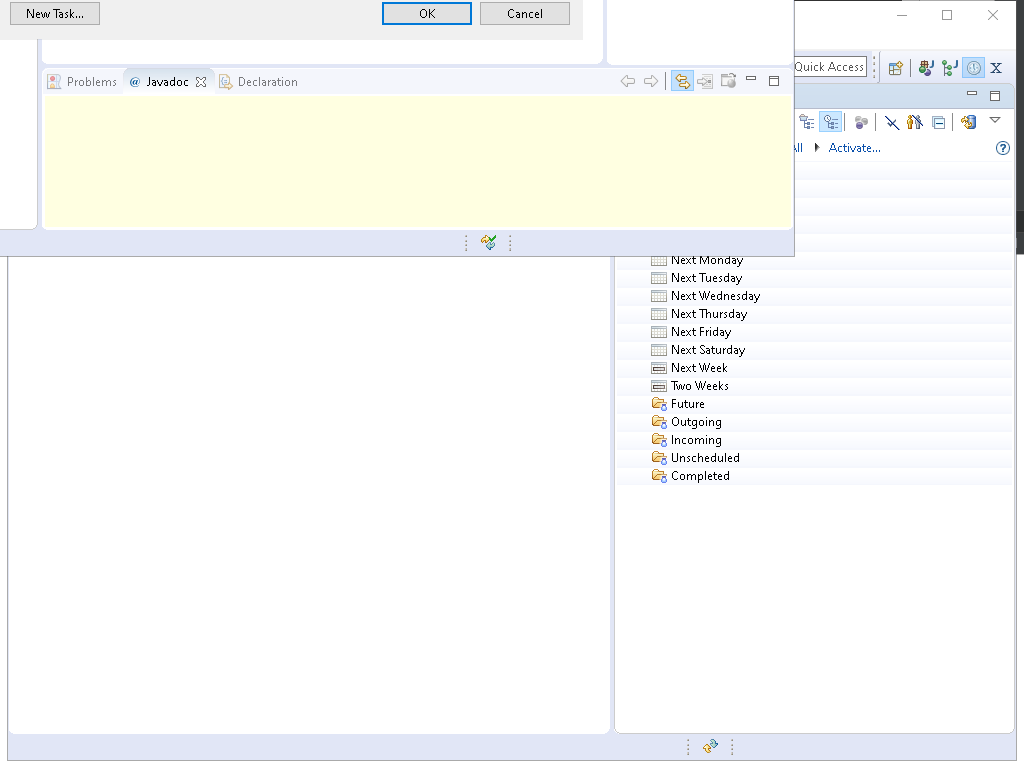 New Task... OK Cancel
Quick Access
Problems @ Javadoc Declaration
All Activate...
Next Monday
Next Tuesday
Next Wednesday
Next Thursday
Next Friday
Next Saturday
Next Week
Two Weeks
Future
Outgoing
Incoming
Unscheduled
Completed